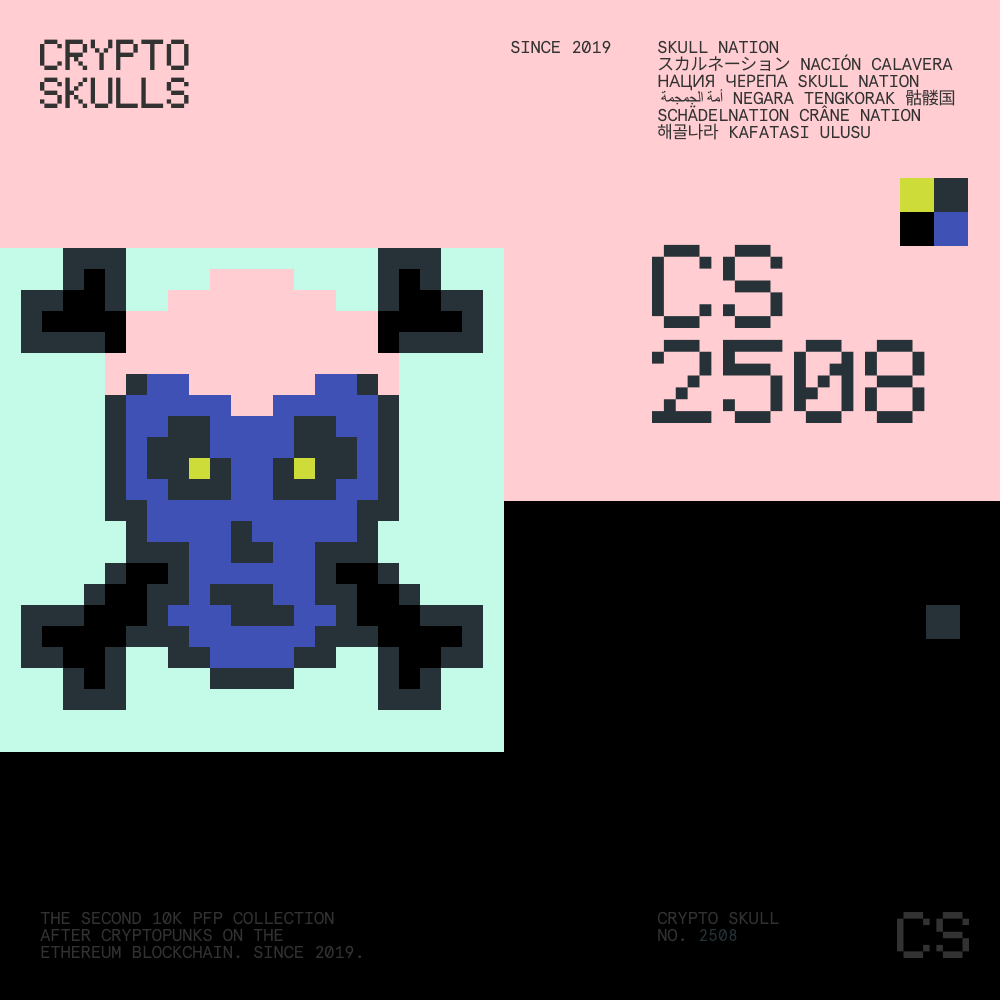 CRYPTO
SKULLS
SINCE 2019
SKULL NATION
スカルネーション NACIÓN CALAVERA
НАЦИЯ ЧЕРЕПА SKULL NATION
أمة الجمجمة NEGARA TENGKORAK 骷髅国
SCHÄDELNATION CRÂNE NATION
해골나라 KAFATASI ULUSU
CS
2508
THE SECOND 10K PFP COLLECTION
AFTER CRYPTOPUNKS ON THE
ETHEREUM BLOCKCHAIN. SINCE 2019.
CRYPTO SKULL
NO. 2508
CS